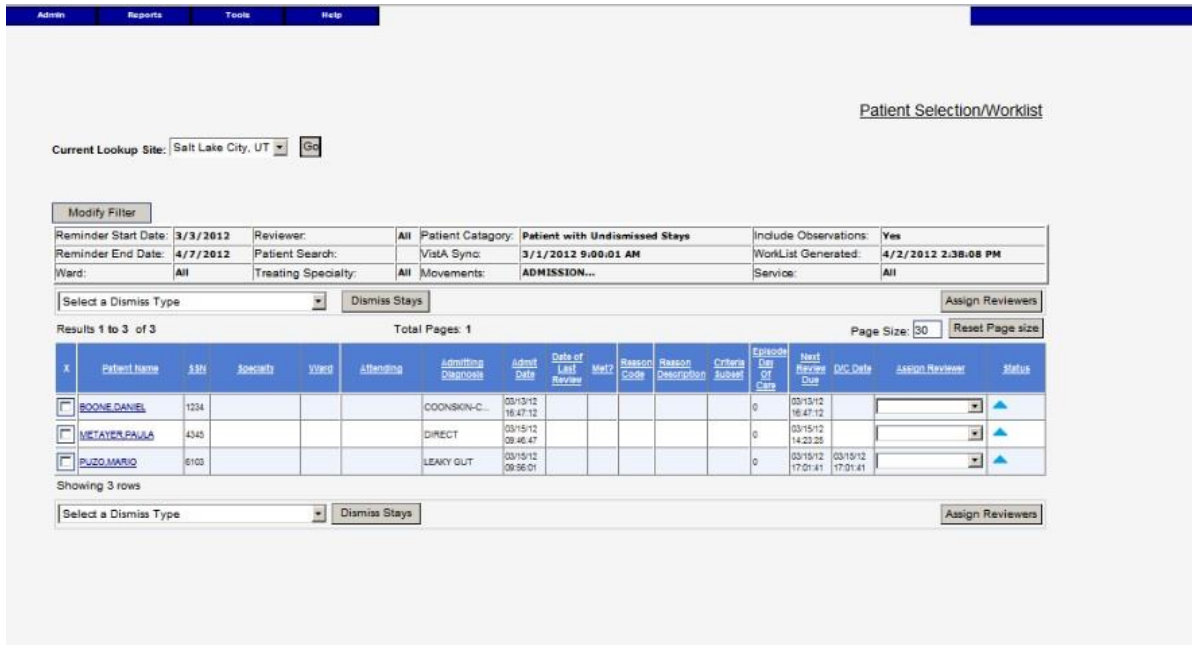 Admin Reports Tools Help
Patient Selection/Worklist
Current Lookup Site: Salt Lake City, UT Go
Modify Filter
Reminder Start Date: 3/3/2012 Reviewer: All Patient Catagory: Patient with Undismissed Stays Include Observations: Yes
Reminder End Date: 4/7/2012 Patient Search: VistA Sync: 3/1/2012 9:00:01 AM WorkList Generated: 4/2/2012 2:38:08 PM
Ward: All Treating Specialty: All Movements: ADMISSION... Service: All
Select a Dismiss Type Dismiss Stays Assign Reviewers
Results 1 to 3 of 3 Total Pages: 1 Page Size: 30 Reset Page size
X Patient Name SSN Specialty Ward Attending Admitting Diagnosis Admit Date Date of Last Review Met? Reason Code Reason Description Criteria Subset Episode Day Of Care Next Review Due D/C Date Assign Reviewer Status
BOONE,DANIEL 1234 COONSKIN-C... 03/13/12 16:47:12 0 03/13/12 16:47:12
METAYER,PAULA 4345 DIRECT 03/15/12 09:46:47 0 03/15/12 14:23:25
PUZO,MARIO 6103 LEAKY GUT 03/15/12 09:56:01 0 03/15/12 17:01:41 03/15/12 17:01:41
Showing 3 rows
Select a Dismiss Type Dismiss Stays Assign Reviewers